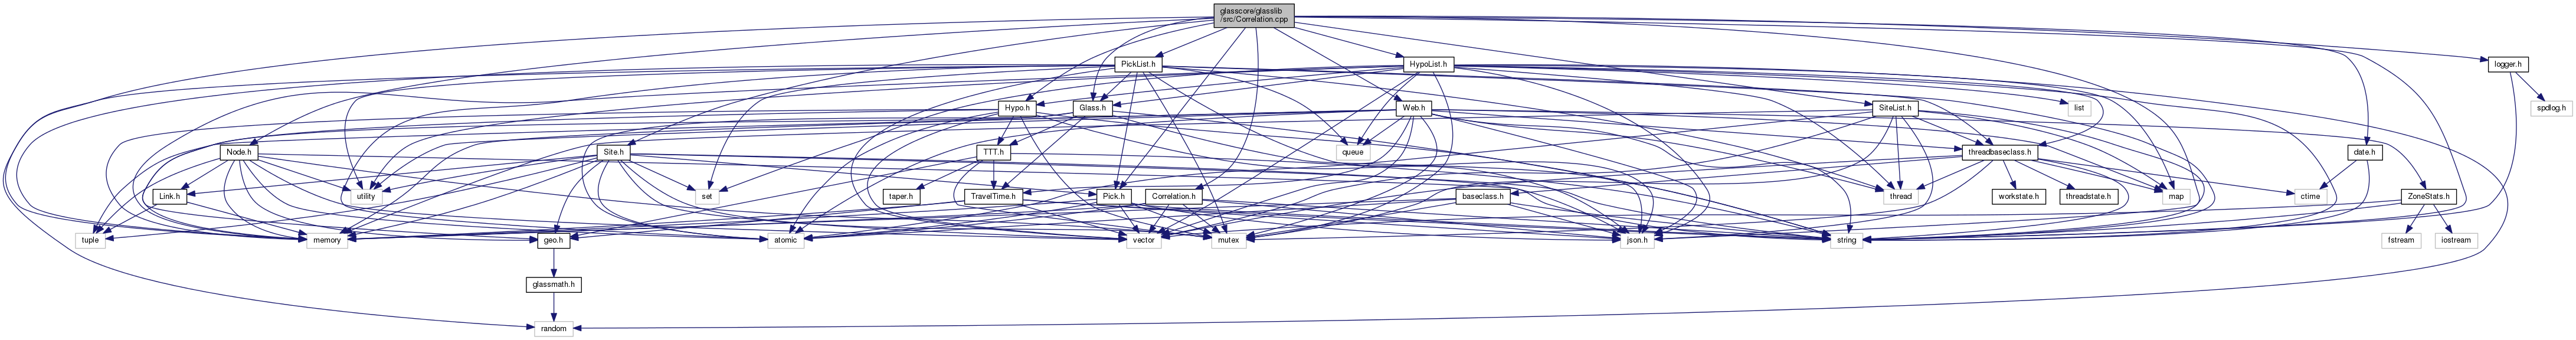 glasscore/glasslib
/src/Correlation.cpp
PickList.h
HypoList.h
logger.h
Hypo.h
Glass.h
Web.h
SiteList.h
list
spdlog.h
Node.h
Site.h
TTT.h
queue
threadbaseclass.h
date.h
Link.h
utility
set
taper.h
TravelTime.h
Pick.h
Correlation.h
baseclass.h
thread
workstate.h
threadstate.h
map
ctime
ZoneStats.h
tuple
memory
geo.h
atomic
vector
mutex
json.h
string
fstream
iostream
glassmath.h
random